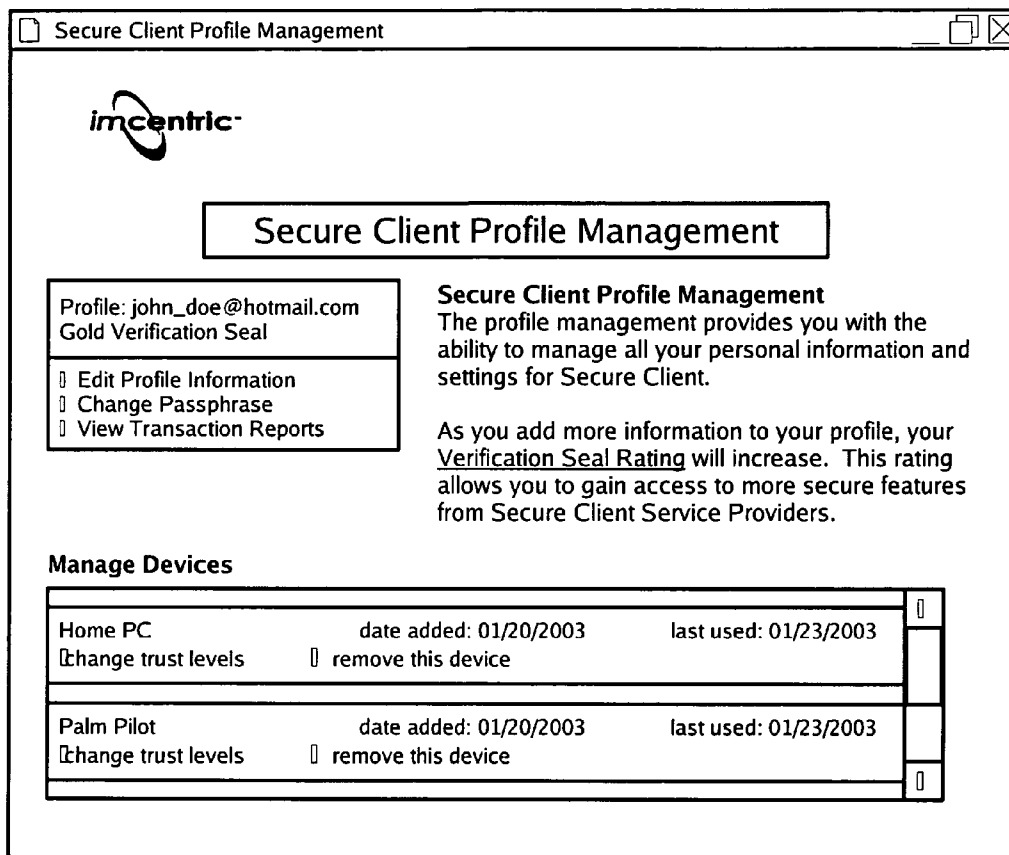 Secure Client Profile Management
imcentric
Secure Client Profile Management
Profile: john_doe@hotmail.com
Gold Verification Seal
Edit Profile Information
Change Passphrase
View Transaction Reports
Secure Client Profile Management
The profile management provides you with the
ability to manage all your personal information and
settings for Secure Client.
As you add more information to your profile, your
Verification Seal Rating will increase. This rating
allows you to gain access to more secure features
from Secure Client Service Providers.
Manage Devices
Home PC date added: 01/20/2003 last used: 01/23/2003
change trust levels remove this device
Palm Pilot date added: 01/20/2003 last used: 01/23/2003
change trust levels remove this device